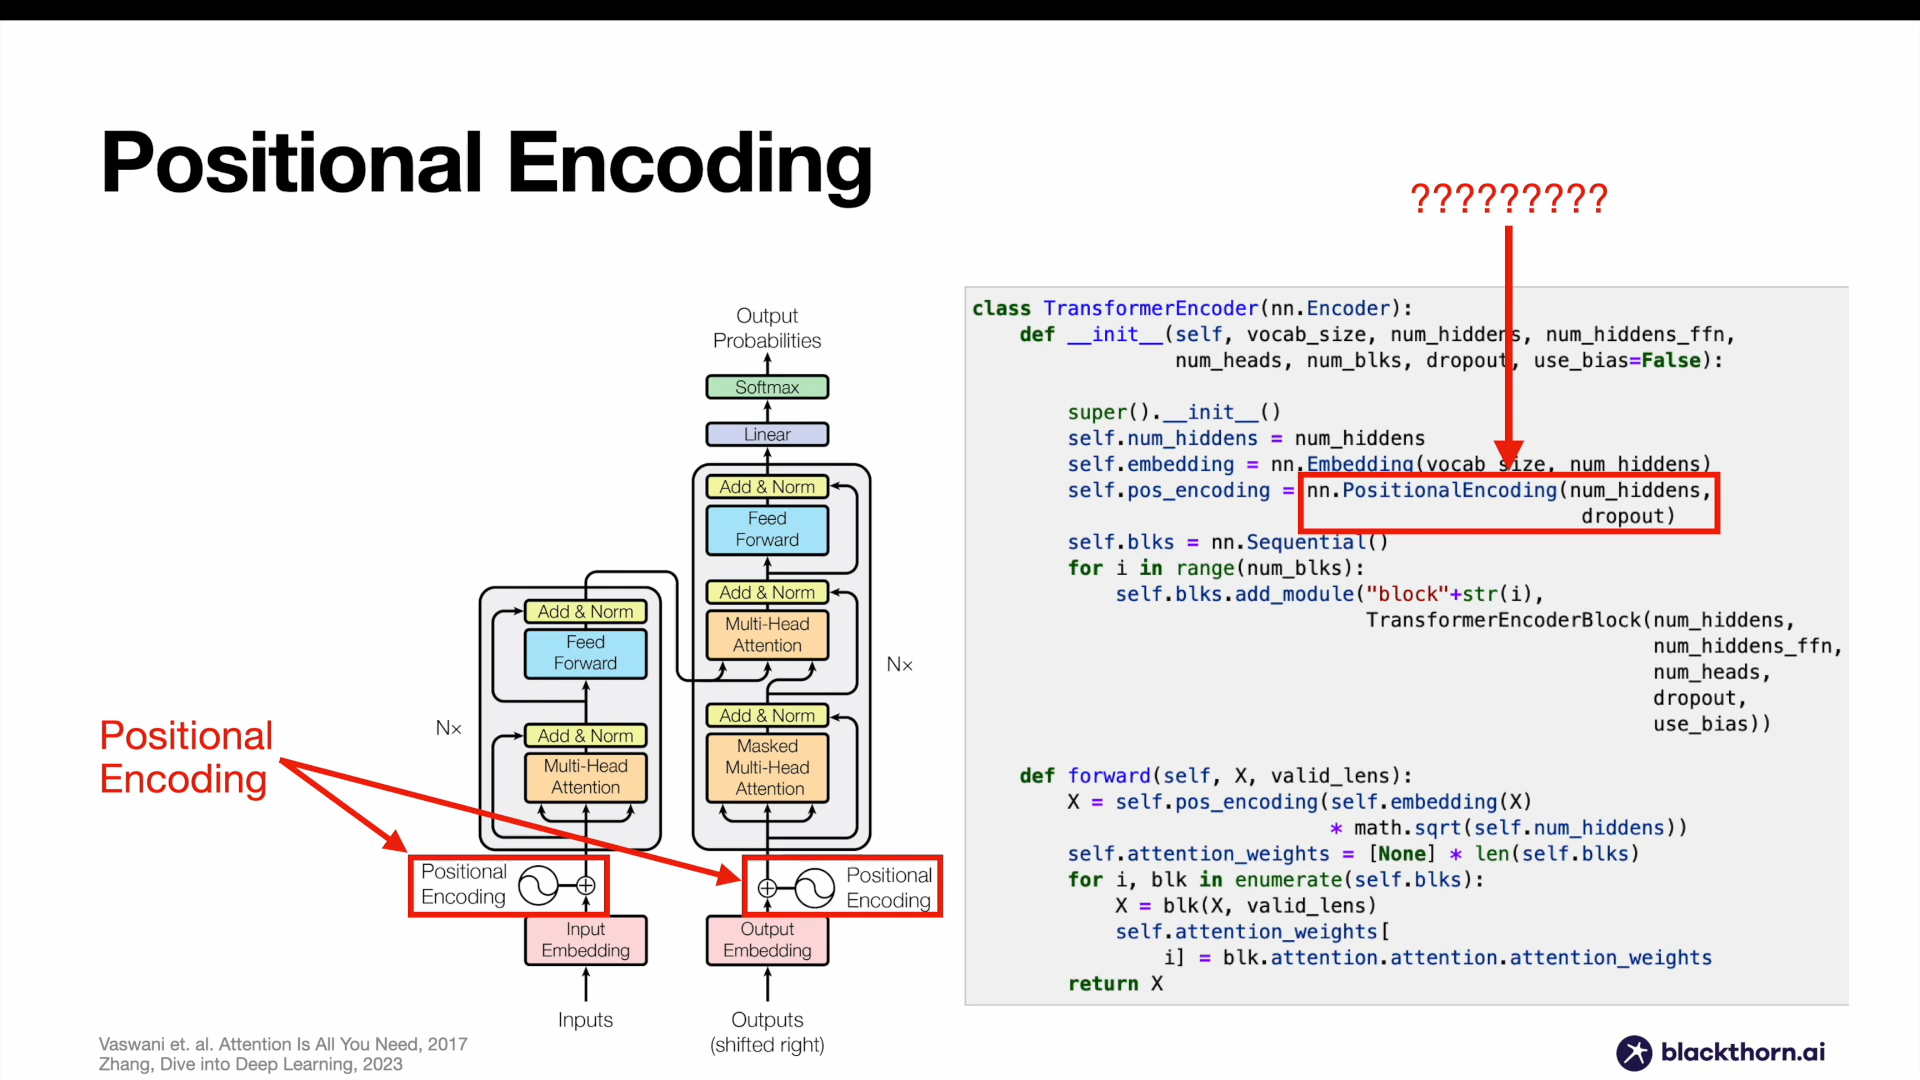 Positional Encoding
?????????
Output
Probabilities
Softmax
Linear
Add & Norm
Feed
Forward
Add & Norm
Multi-Head
Attention
Nx
Add & Norm
Masked
Multi-Head
Attention
Add & Norm
Feed
Forward
Nx
Add & Norm
Multi-Head
Attention
Positional
Encoding
Positional
Encoding
Positional
Encoding
Input
Embedding
Output
Embedding
Inputs
Outputs
(shifted right)
class TransformerEncoder(nn.Encoder):
    def __init__(self, vocab_size, num_hiddens, num_hiddens_ffn,
                 num_heads, num_blks, dropout, use_bias=False):
        super().__init__()
        self.num_hiddens = num_hiddens
        self.embedding = nn.Embedding(vocab_size, num_hiddens)
        self.pos_encoding = nn.PositionalEncoding(num_hiddens,
                                                  dropout)
        self.blks = nn.Sequential()
        for i in range(num_blks):
            self.blks.add_module("block"+str(i),
                                 TransformerEncoderBlock(num_hiddens,
                                                         num_hiddens_ffn,
                                                         num_heads,
                                                         dropout,
                                                         use_bias))
    def forward(self, X, valid_lens):
        X = self.pos_encoding(self.embedding(X)
                              * math.sqrt(self.num_hiddens))
        self.attention_weights = [None] * len(self.blks)
        for i, blk in enumerate(self.blks):
            X = blk(X, valid_lens)
            self.attention_weights[
                i] = blk.attention.attention.attention_weights
        return X
Vaswani et. al. Attention Is All You Need, 2017
Zhang, Dive into Deep Learning, 2023
blackthorn.ai